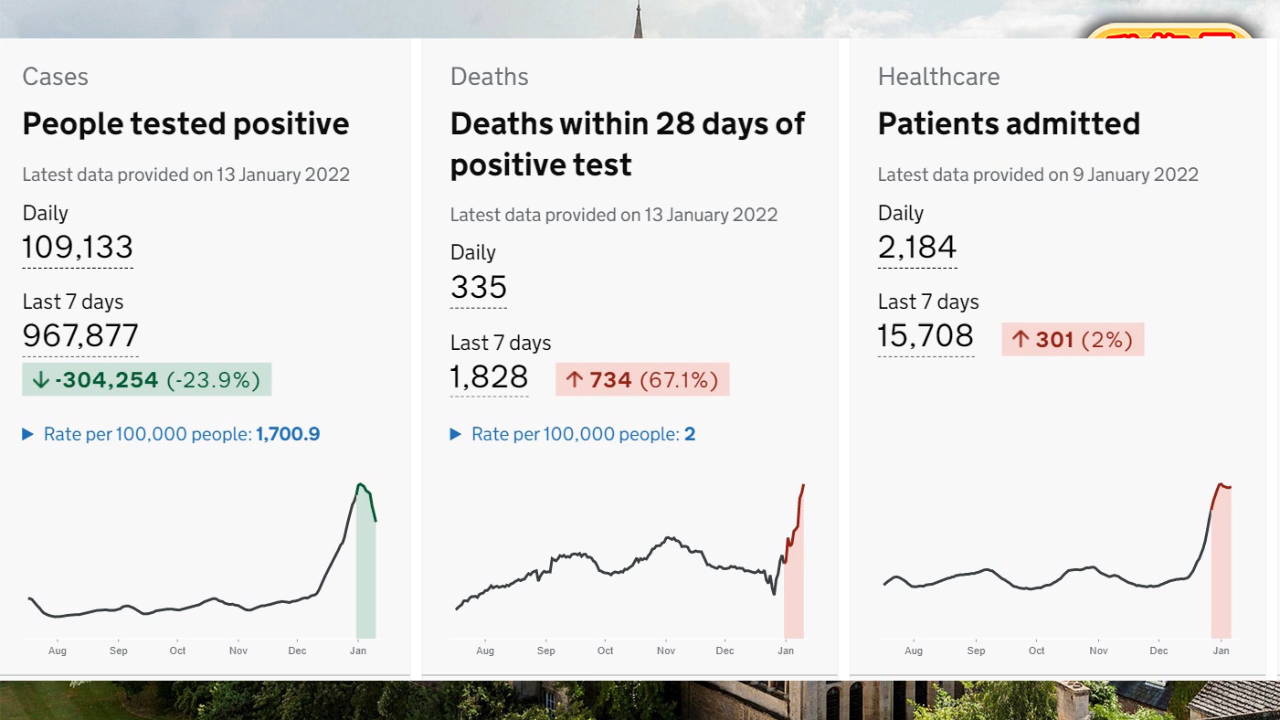 Cases
People tested positive
Latest data provided on 13 January 2022
Daily
109,133
Last 7 days
967,877
↓ -304,254 (-23.9%)
▶ Rate per 100,000 people: 1,700.9
Aug Sep Oct Nov Dec Jan
Deaths
Deaths within 28 days of
positive test
Latest data provided on 13 January 2022
Daily
335
Last 7 days
1,828 ↑ 734 (67.1%)
▶ Rate per 100,000 people: 2
Aug Sep Oct Nov Dec Jan
Healthcare
Patients admitted
Latest data provided on 9 January 2022
Daily
2,184
Last 7 days
15,708 ↑ 301 (2%)
Aug Sep Oct Nov Dec Jan